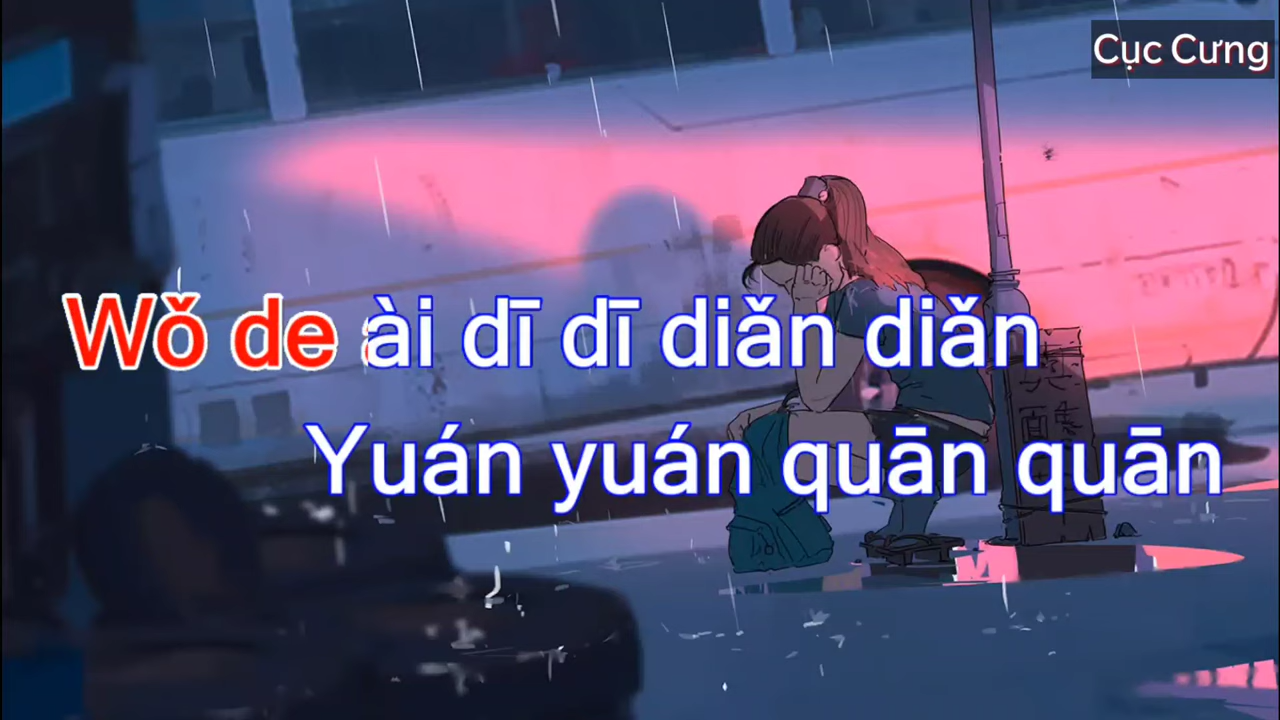 Cục Cưng
Wǒ de ài dī dī diǎn diǎn
Yuán yuán quān quān